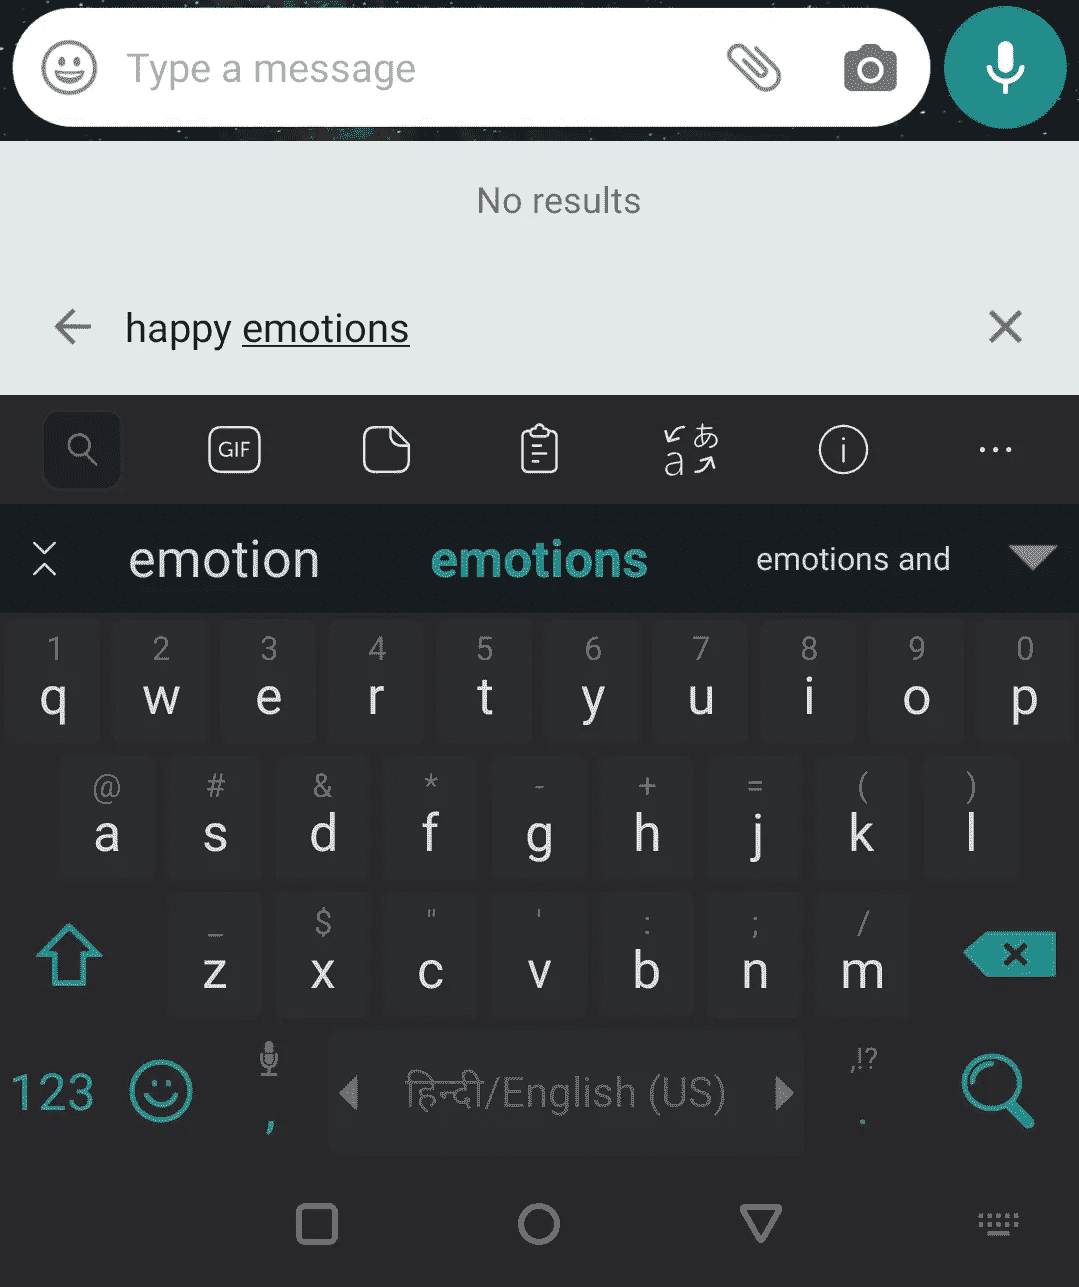 Type a message
No results
happy emotions
GIF
あ
a
emotion emotions emotions and
1 2 3 4 5 6 7 8 9 0
q w e r t y u i o p
@ # & * - + = ( )
a s d f g h j k l
_ $ " ' : ; /
z x c v b n m
,!?
123 , हिन्दी/English (US) .